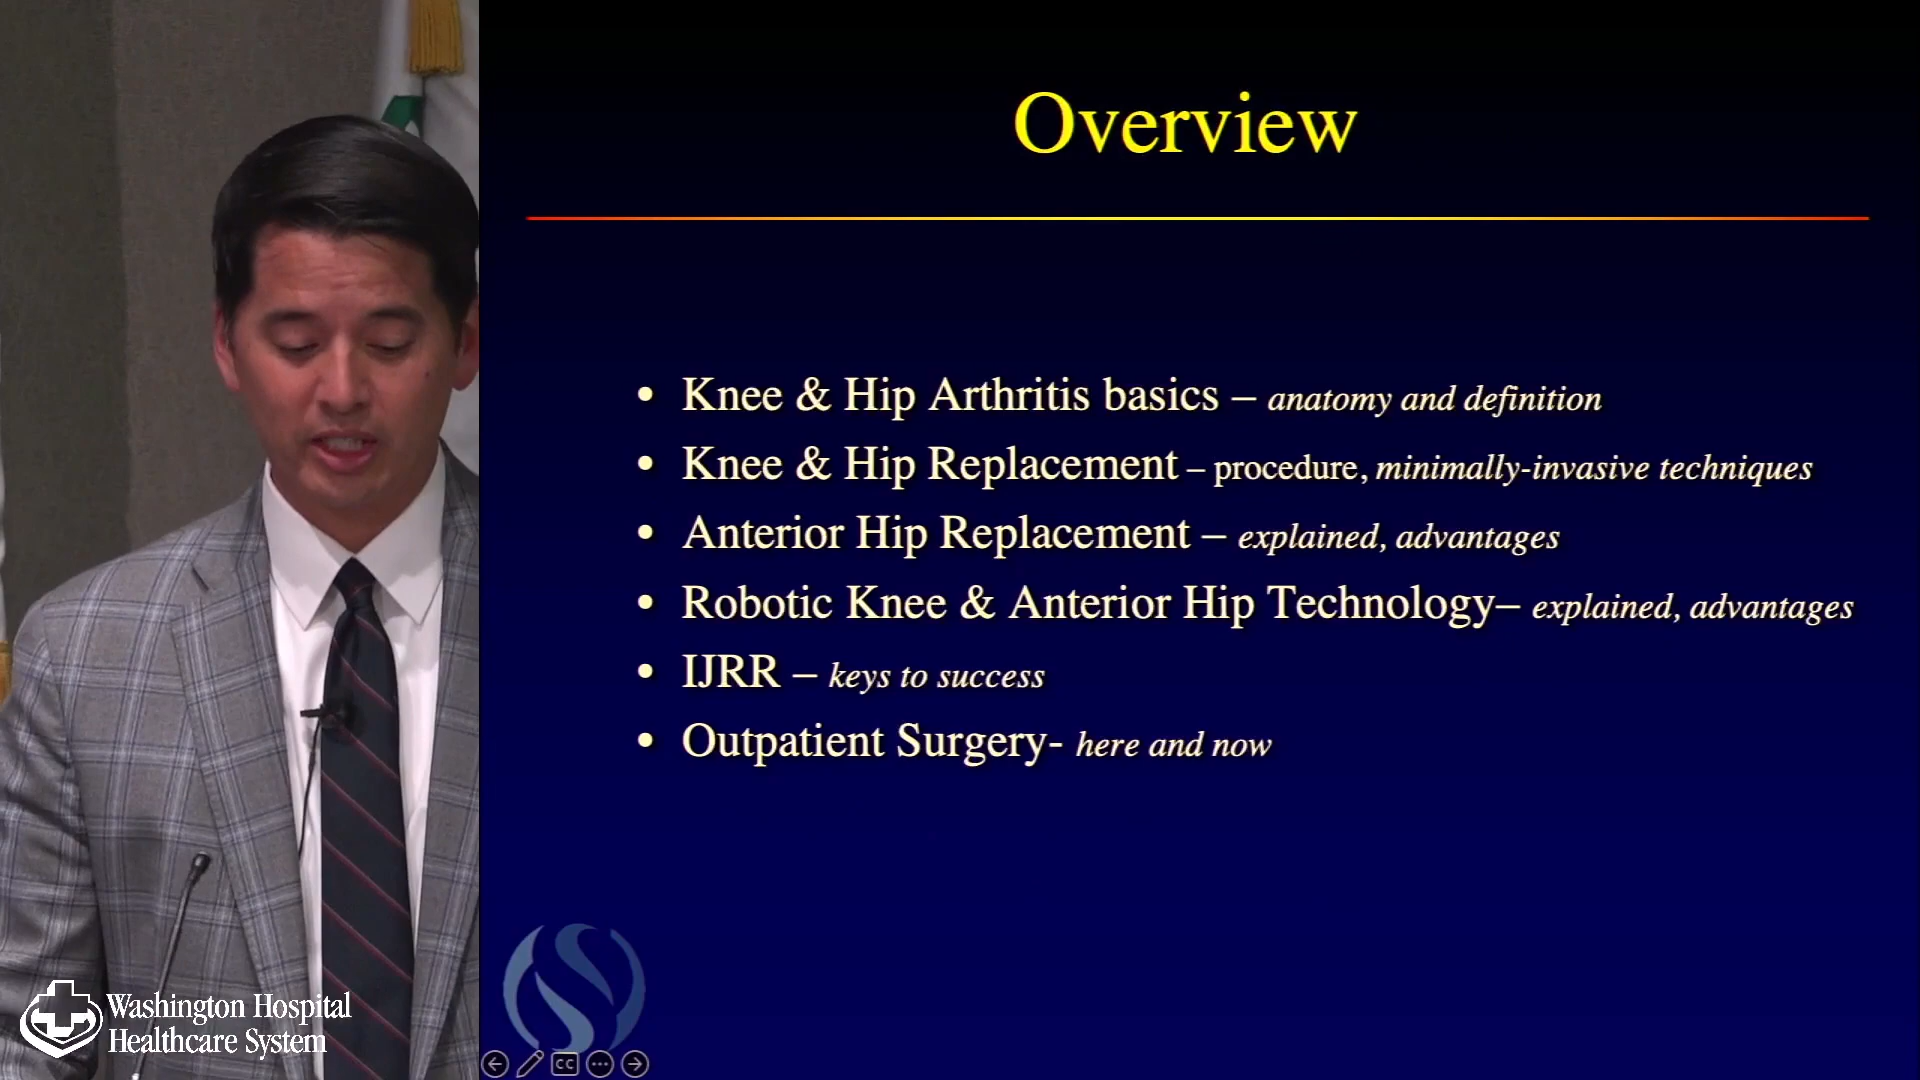 Overview
• Knee & Hip Arthritis basics – anatomy and definition
• Knee & Hip Replacement – procedure, minimally-invasive techniques
• Anterior Hip Replacement – explained, advantages
• Robotic Knee & Anterior Hip Technology– explained, advantages
• IJRR – keys to success
• Outpatient Surgery- here and now
Washington Hospital
Healthcare System
CC